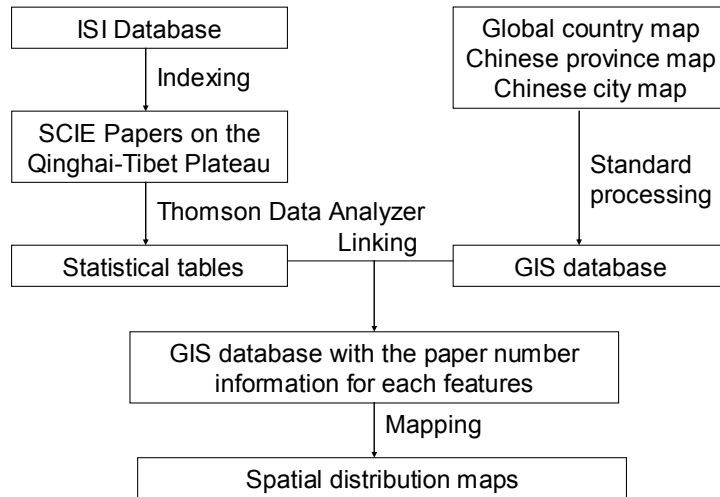 ISI Database
Indexing
SCIE Papers on the
Qinghai-Tibet Plateau
Thomson Data Analyzer
Statistical tables
Global country map
Chinese province map
Chinese city map
Standard
processing
GIS database
Linking
GIS database with the paper number
information for each features
Mapping
Spatial distribution maps